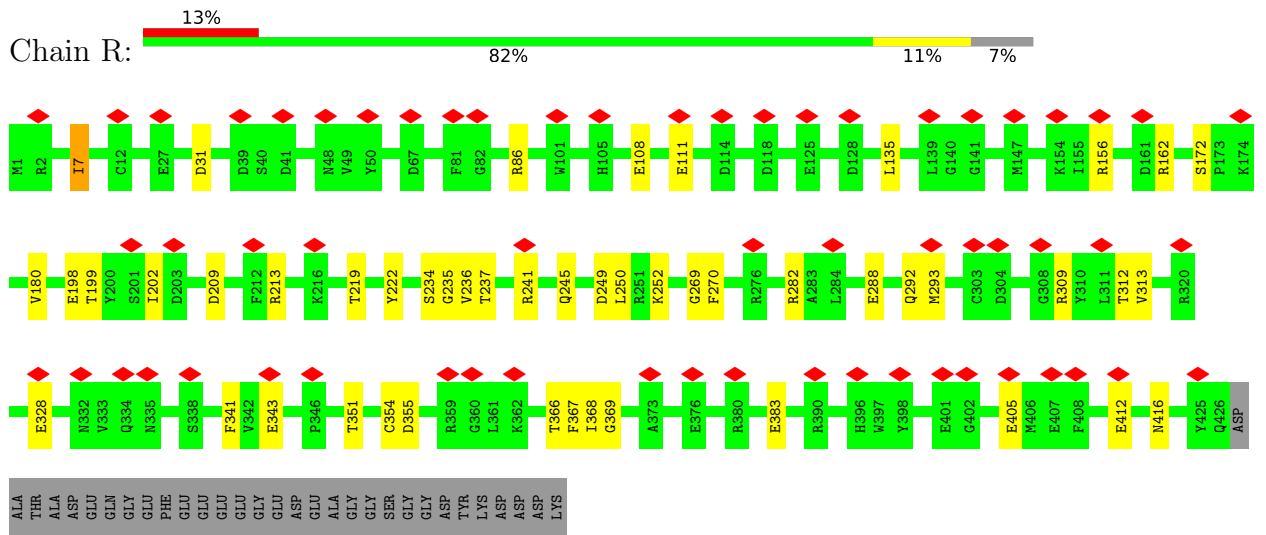 13%
Chain R:
82% 11% 7%
M1 R2 I7 C12 E27 D31 D39 S40 D41 N48 V49 Y50 D67 F81 G82 R86 W101 H105 E108 E111 D114 D118 E125 D128 L135 L139 G140 G141 M147 K154 I155 R156 D161 R162 S172 P173 K174
V180 E198 T199 Y200 S201 I202 D203 D209 F212 R213 K216 T219 Y222 S234 G235 V236 T237 R241 Q245 D249 L250 R251 K252 G269 F270 R276 R282 A283 L284 E288 Q292 M293 C303 D304 G308 R309 Y310 L311 T312 V313 R320
E328 N332 V333 Q334 N335 S338 F341 V342 E343 P346 T351 C354 D355 R359 G360 L361 K362 T366 F367 I368 G369 A373 E376 R380 E383 R390 H396 W397 Y398 E401 G402 E405 M406 E407 F408 E412 N416 Y425 Q426 ASP
ALA THR ALA ASP GLU GLN GLY GLU PHE GLU GLU GLU GLU GLY GLU ASP GLU ALA GLY GLY SER GLY GLY ASP TYR LYS ASP ASP ASP LYS